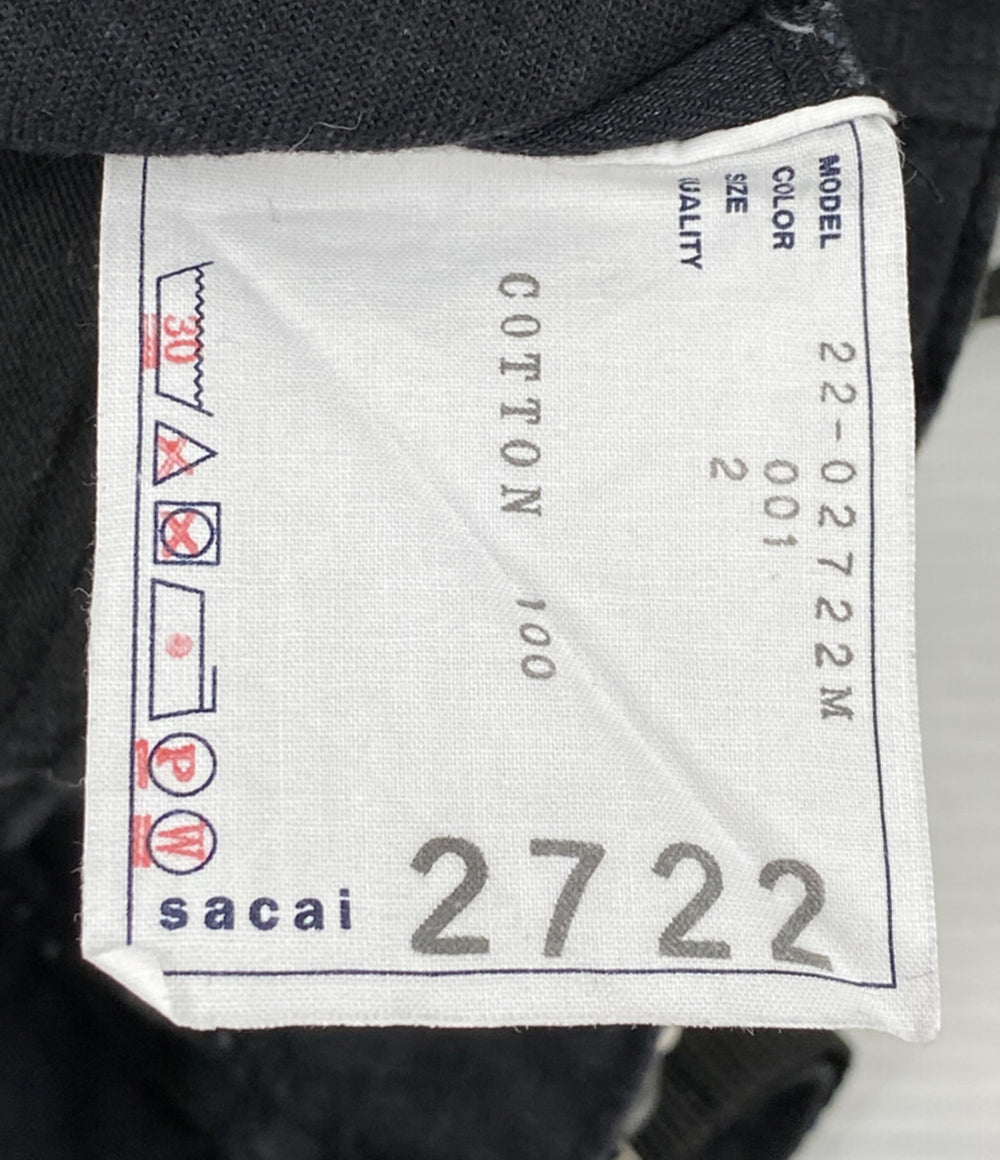 MODEL 22-02722M
COLOR 001
SIZE 2
UALITY
COTTON 100
30
P
W
sacai
2722